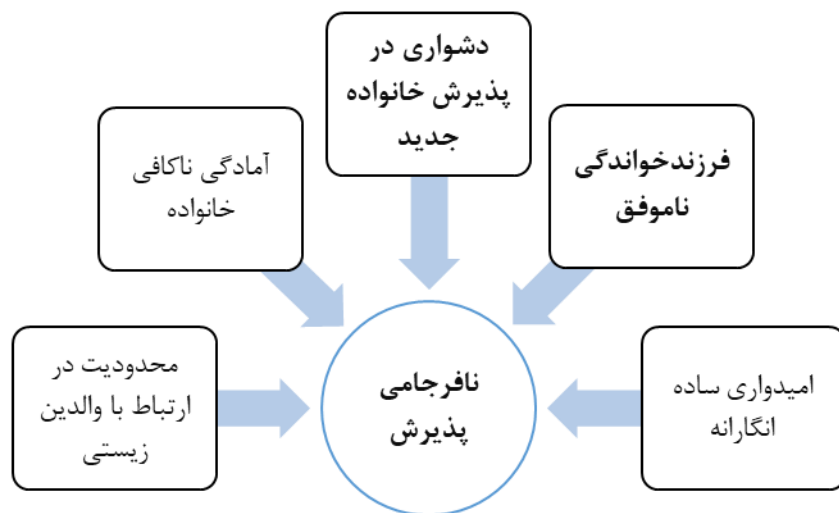 دشواری در
پذیرش خانواده
جدید
فرزندخواندگی
ناموفق
آمادگی ناکافی
خانواده
امیدواری ساده
انگارانه
نافرجامی
پذیرش
محدودیت در
ارتباط با والدین
زیستی